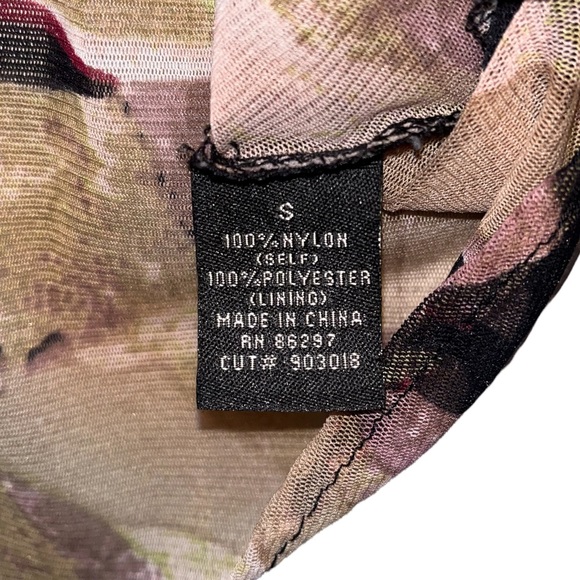 S
100% NYLON
(SELF)
100% POLYESTER
(LINING)
MADE IN CHINA
RN 86297
CUT# 903018